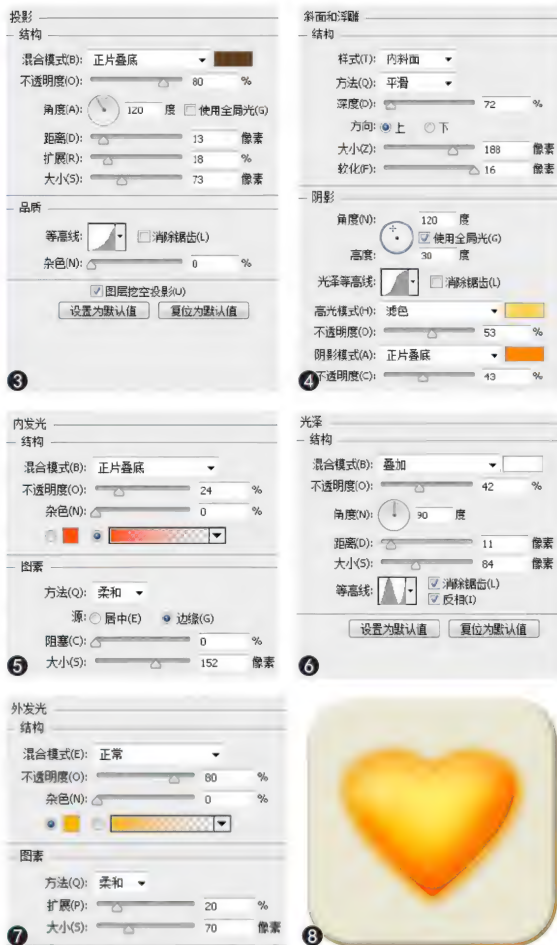 投影
结构
混合模式(B): 正片叠底
不透明度(O): 80 %
角度(A): 120 度 使用全局光(G)
距离(D): 13 像素
扩展(R): 18 %
大小(S): 73 像素
品质
等高线: 消除锯齿(L)
杂色(N): 0 %
图层挖空投影(U)
设置为默认值 复位为默认值
3
斜面和浮雕
结构
样式(T): 内斜面
方法(Q): 平滑
深度(D): 72 %
方向: 上 下
大小(Z): 188 像素
软化(F): 16 像素
阴影
角度(N): 120 度
使用全局光(G)
高度: 30 度
光泽等高线: 消除锯齿(L)
高光模式(H): 滤色
不透明度(O): 53 %
阴影模式(A): 正片叠底
不透明度(C): 43 %
4
内发光
结构
混合模式(B): 正片叠底
不透明度(O): 24 %
杂色(N): 0 %
图素
方法(Q): 柔和
源: 居中(E) 边缘(G)
阻塞(C): 0 %
大小(S): 152 像素
5
光泽
结构
混合模式(B): 叠加
不透明度(O): 42 %
角度(N): 90 度
距离(D): 11 像素
大小(S): 84 像素
等高线: 消除锯齿(L)
反相(I)
设置为默认值 复位为默认值
6
外发光
结构
混合模式(E): 正常
不透明度(O): 80 %
杂色(N): 0 %
图素
方法(Q): 柔和
扩展(P): 20 %
大小(S): 70 像素
7
8